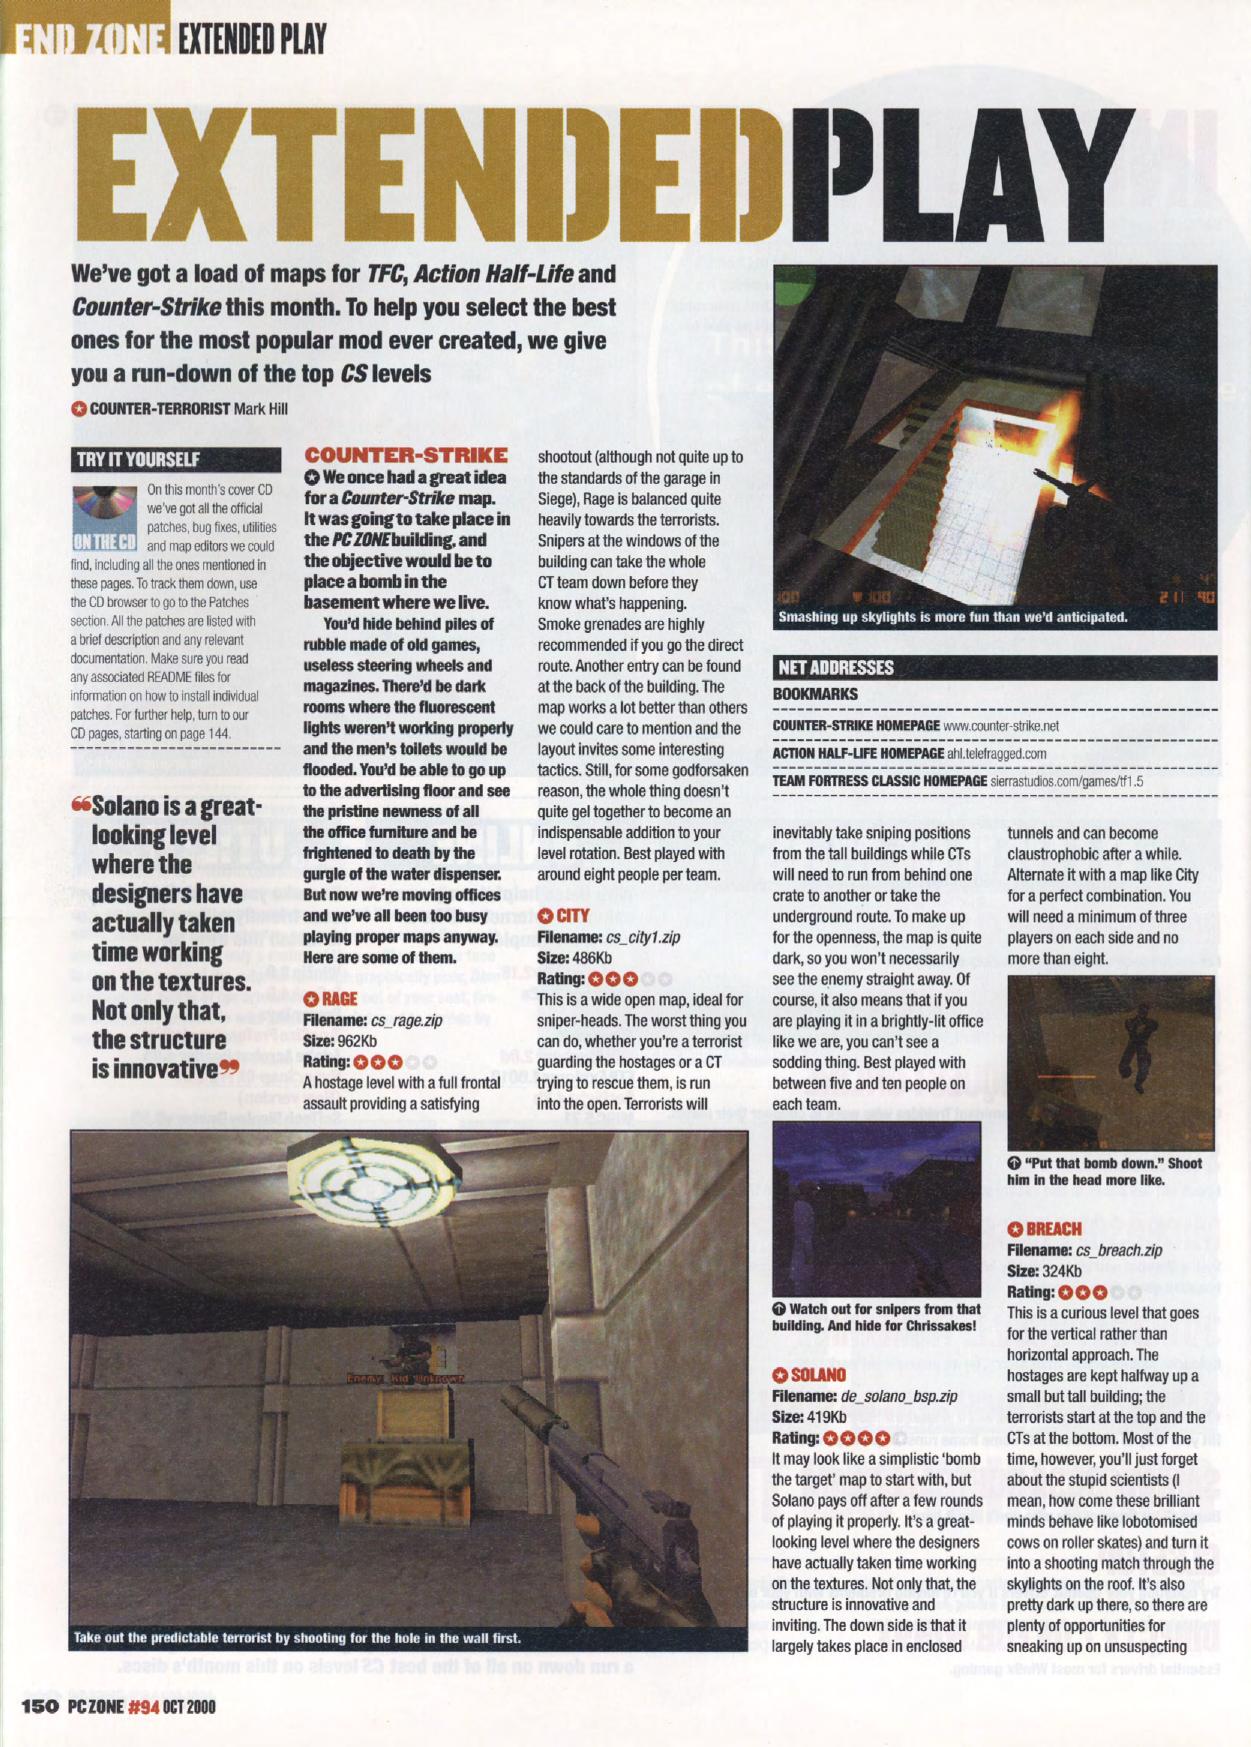 END ZONE EXTENDED PLAY
EXTENDEDPLAY
We've got a load of maps for TFC, Action Half-Life and
Counter-Strike this month. To help you select the best
ones for the most popular mod ever created, we give
you a run-down of the top CS levels
COUNTER-TERRORIST Mark Hill
TRY IT YOURSELF
ON THE CD
On this month's cover CD
we've got all the official
patches, bug fixes, utilities
and map editors we could
find, including all the ones mentioned in
these pages. To track them down, use
the CD browser to go to the Patches
section. All the patches are listed with
a brief description and any relevant
documentation. Make sure you read
any associated README files for
information on how to install individual
patches. For further help, turn to our
CD pages, starting on page 144.
“Solano is a great-
looking level
where the
designers have
actually taken
time working
on the textures.
Not only that,
the structure
is innovative”
COUNTER-STRIKE
We once had a great idea
for a Counter-Strike map.
It was going to take place in
the PC ZONE building, and
the objective would be to
place a bomb in the
basement where we live.
You'd hide behind piles of
rubble made of old games,
useless steering wheels and
magazines. There'd be dark
rooms where the fluorescent
lights weren't working properly
and the men's toilets would be
flooded. You'd be able to go up
to the advertising floor and see
the pristine newness of all
the office furniture and be
frightened to death by the
gurgle of the water dispenser.
But now we're moving offices
and we've all been too busy
playing proper maps anyway.
Here are some of them.
RAGE
Filename: cs_rage.zip
Size: 962Kb
Rating:
A hostage level with a full frontal
assault providing a satisfying
shootout (although not quite up to
the standards of the garage in
Siege), Rage is balanced quite
heavily towards the terrorists.
Snipers at the windows of the
building can take the whole
CT team down before they
know what's happening.
Smoke grenades are highly
recommended if you go the direct
route. Another entry can be found
at the back of the building. The
map works a lot better than others
we could care to mention and the
layout invites some interesting
tactics. Still, for some godforsaken
reason, the whole thing doesn't
quite gel together to become an
indispensable addition to your
level rotation. Best played with
around eight people per team.
CITY
Filename: cs_city1.zip
Size: 486Kb
Rating:
This is a wide open map, ideal for
sniper-heads. The worst thing you
can do, whether you're a terrorist
guarding the hostages or a CT
trying to rescue them, is run
into the open. Terrorists will
Smashing up skylights is more fun than we'd anticipated.
NET ADDRESSES
BOOKMARKS
COUNTER-STRIKE HOMEPAGE www.counter-strike.net
ACTION HALF-LIFE HOMEPAGE ahl.telefragged.com
TEAM FORTRESS CLASSIC HOMEPAGE sierrastudios.com/games/tf1.5
inevitably take sniping positions
from the tall buildings while CTs
will need to run from behind one
crate to another or take the
underground route. To make up
for the openness, the map is quite
dark, so you won't necessarily
see the enemy straight away. Of
course, it also means that if you
are playing it in a brightly-lit office
like we are, you can't see a
sodding thing. Best played with
between five and ten people on
each team.
Watch out for snipers from that
building. And hide for Chrissakes!
SOLANO
Filename: de_solano_bsp.zip
Size: 419Kb
Rating:
It may look like a simplistic 'bomb
the target' map to start with, but
Solano pays off after a few rounds
of playing it properly. It's a great-
looking level where the designers
have actually taken time working
on the textures. Not only that, the
structure is innovative and
inviting. The down side is that it
largely takes place in enclosed
tunnels and can become
claustrophobic after a while.
Alternate it with a map like City
for a perfect combination. You
will need a minimum of three
players on each side and no
more than eight.
“Put that bomb down.” Shoot
him in the head more like.
BREACH
Filename: cs_breach.zip
Size: 324Kb
Rating:
This is a curious level that goes
for the vertical rather than
horizontal approach. The
hostages are kept halfway up a
small but tall building; the
terrorists start at the top and the
CTs at the bottom. Most of the
time, however, you'll just forget
about the stupid scientists (I
mean, how come these brilliant
minds behave like lobotomised
cows on roller skates) and turn it
into a shooting match through the
skylights on the roof. It's also
pretty dark up there, so there are
plenty of opportunities for
sneaking up on unsuspecting
Take out the predictable terrorist by shooting for the hole in the wall first.
150 PC ZONE #94 OCT 2000